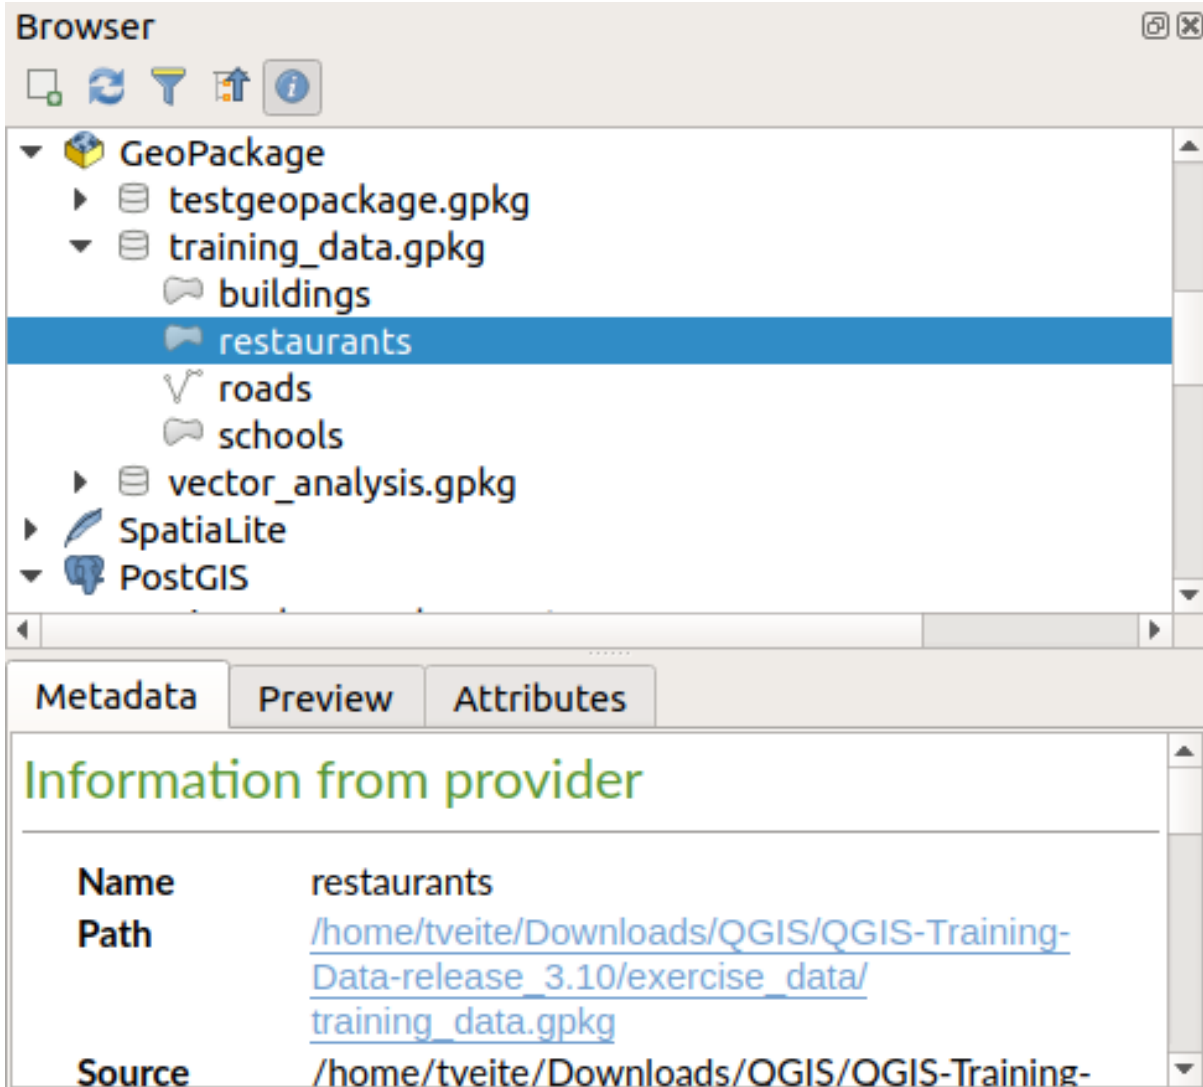 Browser
GeoPackage
testgeopackage.gpkg
training_data.gpkg
buildings
restaurants
roads
schools
vector_analysis.gpkg
SpatiaLite
PostGIS
Metadata Preview Attributes
Information from provider
Name restaurants
Path /home/tveite/Downloads/QGIS/QGIS-Training-
Data-release_3.10/exercise_data/
training_data.gpkg
Source /home/tveite/Downloads/QGIS/QGIS-Training-